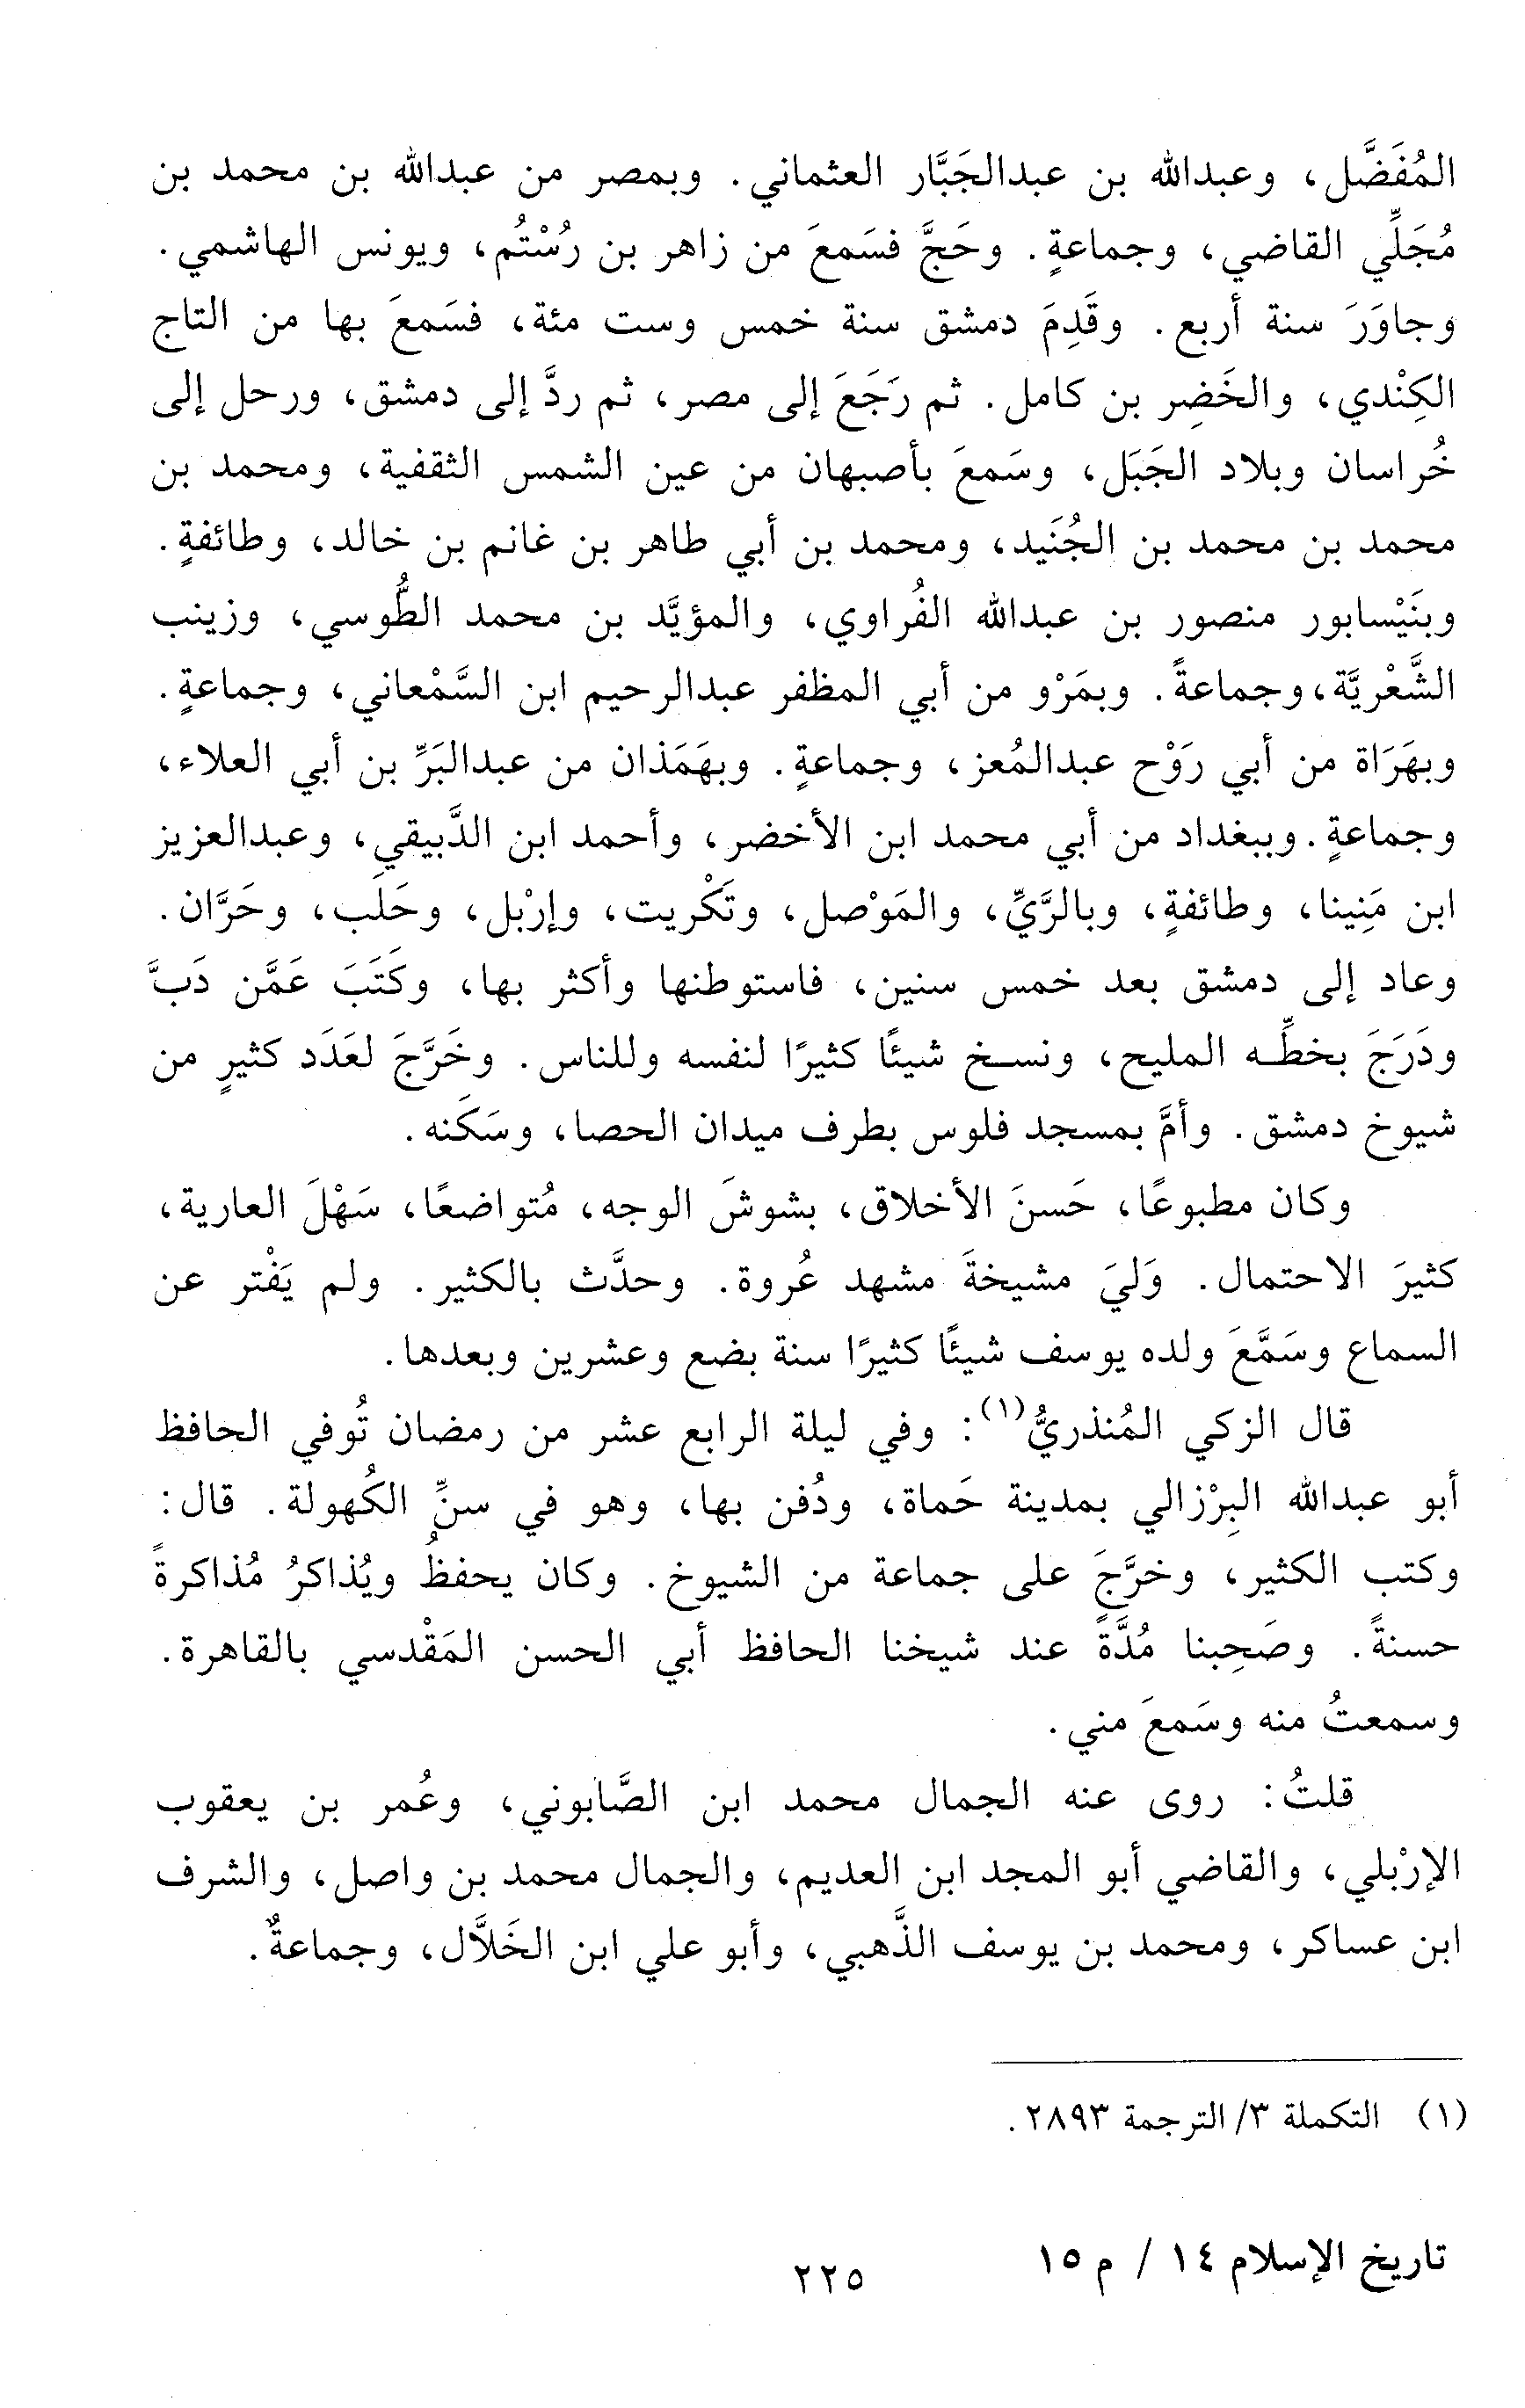 المُفَضَّل، وعبدالله بن عبدالجَبَّار العثماني. وبمصر من عبدالله بن محمد بن
مُجَلِّي القاضي، وجماعةٍ. وحَجَّ فسَمعَ من زاهر بن رُسْتُم، ويونس الهاشمي.
وجاوَرَ سنة أربع. وقَدِمَ دمشق سنة خمس وست مئة، فسَمعَ بها من التاج
الكِنْدي، والخَضِر بن كامل. ثم رَجَعَ إلى مصر، ثم ردَّ إلى دمشق، ورحل إلى
خُراسان وبلاد الجَبَل، وسَمعَ بأصبهان من عين الشمس الثقفية، ومحمد بن
محمد بن محمد بن الجُنَيد، ومحمد بن أبي طاهر بن غانم بن خالد، وطائفةٍ.
وبنَيْسابور منصور بن عبدالله الفُراوي، والمؤيَّد بن محمد الطُّوسي، وزينب
الشَّعْريَّة، وجماعةً. وبمَرْو من أبي المظفر عبدالرحيم ابن السَّمْعاني، وجماعةٍ.
وبهَرَاة من أبي رَوْح عبدالمُعز، وجماعةٍ. وبهَمَذان من عبدالبَرِّ بن أبي العلاء،
وجماعةٍ. وببغداد من أبي محمد ابن الأخضر، وأحمد ابن الدَّبيقيِ، وعبدالعزيز
ابن مَنِينا، وطائفةٍ، وبالرَّيِّ، والمَوْصل، وتَكْريت، وإرْبل، وحَلَب، وحَرَّان.
وعاد إلى دمشق بعد خمس سنين، فاستوطنها وأكثر بها، وكَتَبَ عَمَّن دَبَّ
ودَرَجَ بخطِّه المليح، ونسخ شيئًا كثيرًا لنفسه وللناس. وخَرَّجَ لعَدَد كثيرٍ من
شيوخ دمشق. وأمَّ بمسجد فلوس بطرف ميدان الحصا، وسَكَنه.
وكان مطبوعًا، حَسنَ الأخلاق، بشوشَ الوجه، مُتواضعًا، سَهْلَ العارية،
كثيرَ الاحتمال. وَليَ مشيخةَ مشهد عُروة. وحدَّث بالكثير. ولم يَفْتر عن
السماع وسَمَّعَ ولده يوسف شيئًا كثيرًا سنة بضع وعشرين وبعدها.
قال الزكي المُنذريُّ(١): وفي ليلة الرابع عشر من رمضان تُوفي الحافظ
أبو عبدالله البِرْزالي بمدينة حَماة، ودُفن بها، وهو في سنِّ الكُهولة. قال:
وكتب الكثير، وخرَّجَ على جماعة من الشيوخ. وكان يحفظُ ويُذاكرُ مُذاكرةً
حسنةً. وصَحِبنا مُدَّةً عند شيخنا الحافظ أبي الحسن المَقْدسي بالقاهرة.
وسمعتُ منه وسَمعَ مني.
قلتُ: روى عنه الجمال محمد ابن الصَّابوني، وعُمر بن يعقوب
الإرْبلي، والقاضي أبو المجد ابن العديم، والجمال محمد بن واصل، والشرف
ابن عساكر، ومحمد بن يوسف الذَّهبي، وأبو علي ابن الخَلاَّل، وجماعةٌ.
(١) التكملة ٣/ الترجمة ٢٨٩٣.
تاريخ الإسلام ١٤ / م ١٥
٢٢٥